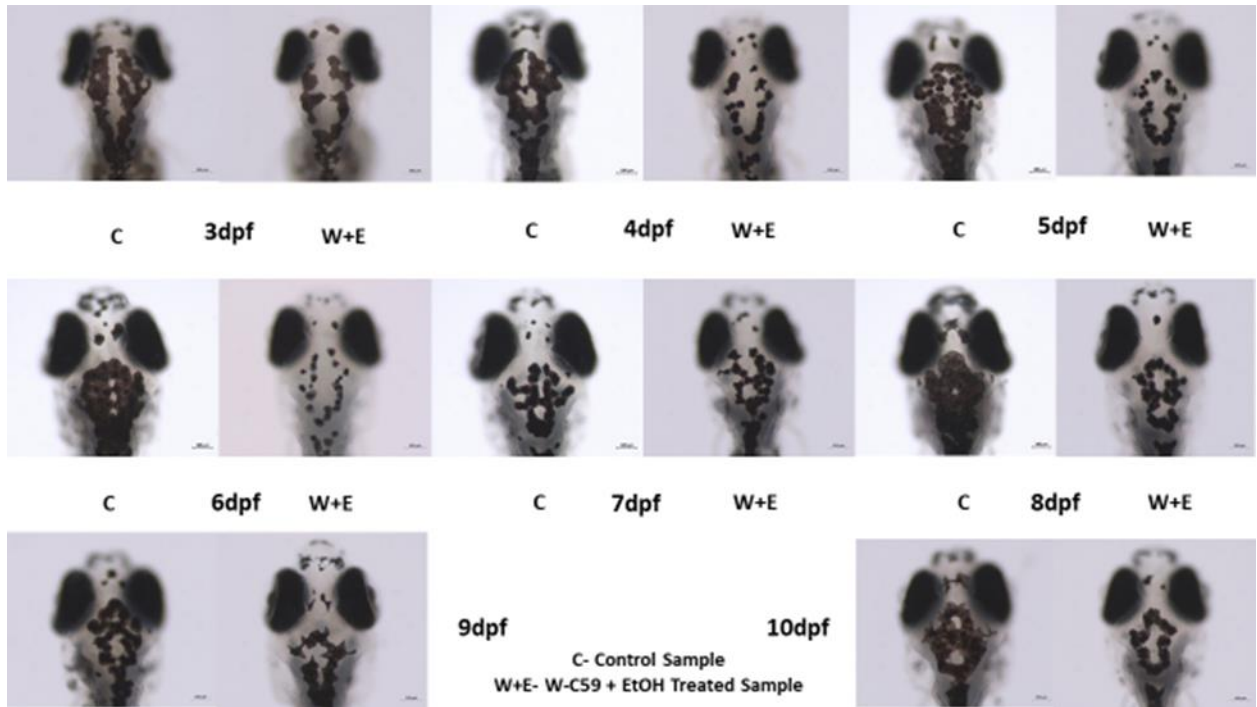 C 3dpf W+E C 4dpf W+E C 5dpf W+E
C 6dpf W+E C 7dpf W+E C 8dpf W+E
9dpf 10dpf
C- Control Sample
W+E- W-C59 + EtOH Treated Sample